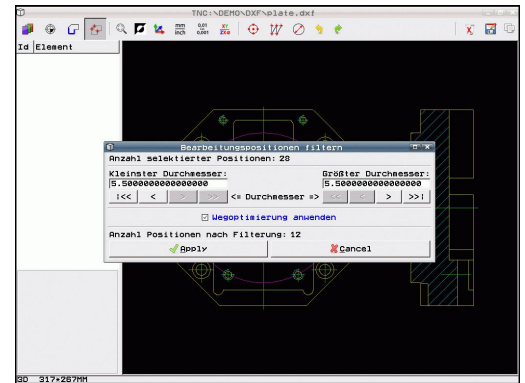 TNC:\DEMO\DXF\plate.dxf
mm
inch
0.01
0.001
XY
Id Element
Bearbeitungspositionen filtern
Anzahl selektierter Positionen: 28
Kleinster Durchmesser: Größter Durchmesser:
5.5000000000000000 5.5000000000000000
|<< < > >> <= Durchmesser => << < > >>|
Wegoptimierung anwenden
Anzahl Positionen nach Filterung: 12
Apply Cancel
3D 317*267MM